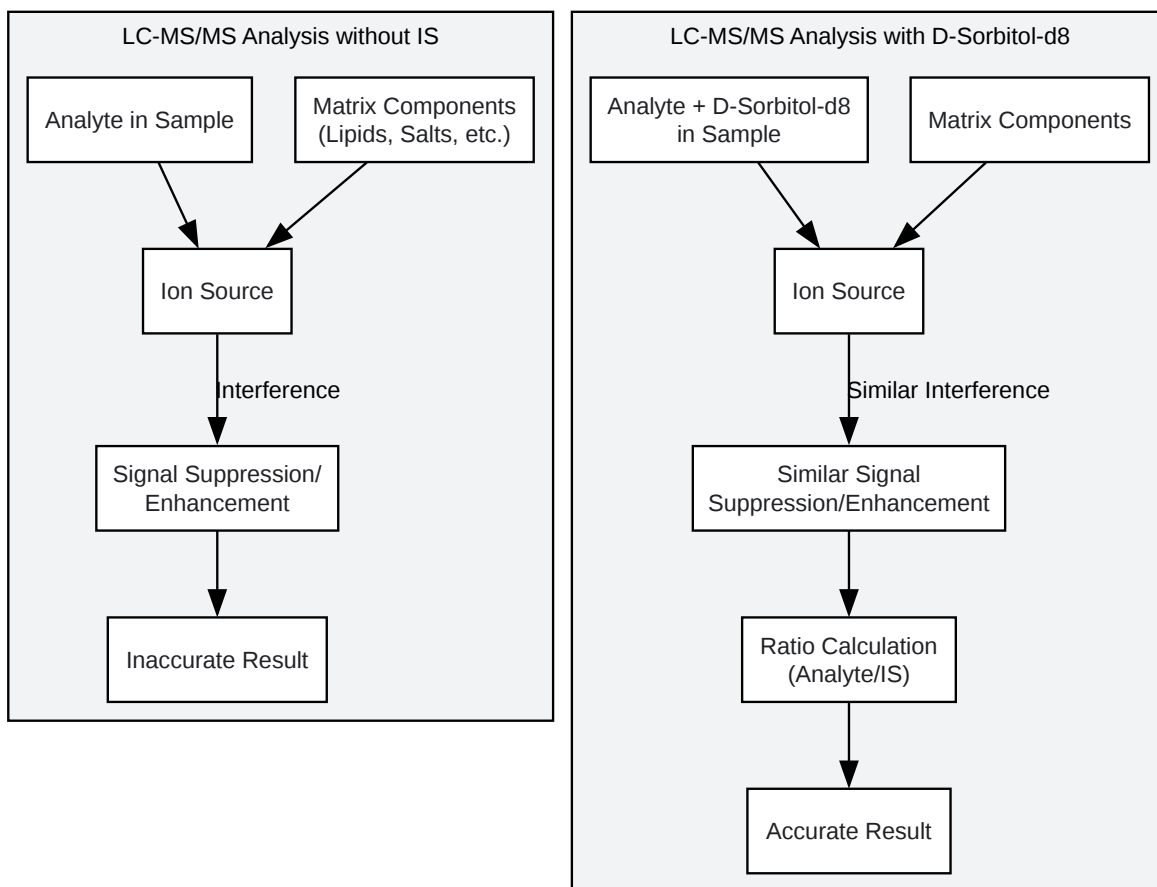 LC-MS/MS Analysis without IS
Analyte in Sample
Matrix Components
(Lipids, Salts, etc.)
Ion Source
Interference
Signal Suppression/
Enhancement
Inaccurate Result
LC-MS/MS Analysis with D-Sorbitol-d8
Analyte + D-Sorbitol-d8
in Sample
Matrix Components
Ion Source
Similar Interference
Similar Signal
Suppression/Enhancement
Ratio Calculation
(Analyte/IS)
Accurate Result